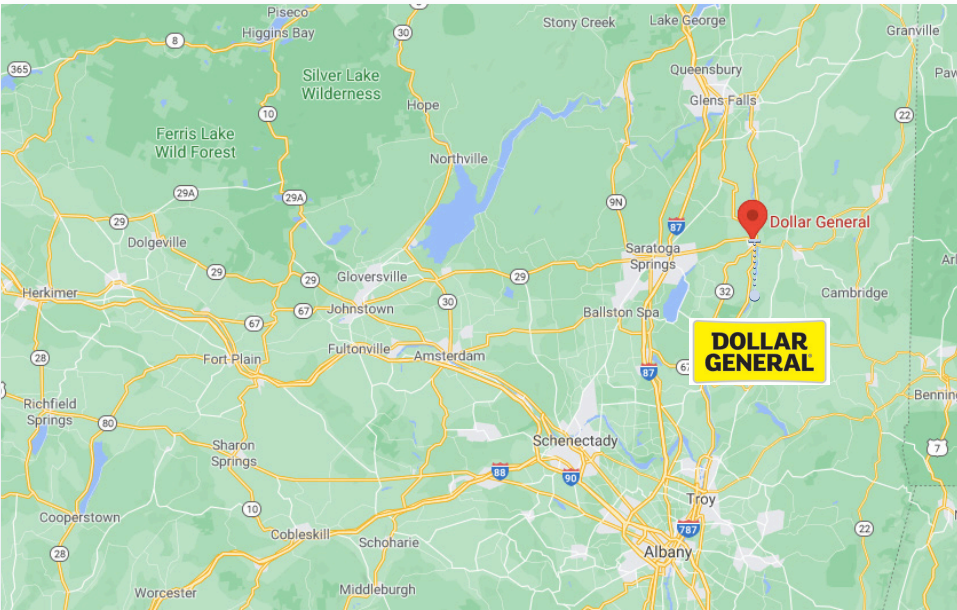 Piseco
Higgins Bay
8
30
Stony Creek
Lake George
Granville
365
Silver Lake
Wilderness
Queensbury
Paw
10
Hope
Glens Falls
22
Ferris Lake
Wild Forest
Northville
29A
29A
9N
29
Dolgeville
87
Dollar General
Saratoga
Springs
29
29
Gloversville
29
Arl
Herkimer
67
67
Johnstown
30
32
Cambridge
Ballston Spa
28
Fort Plain
Fultonville
Amsterdam
87
67
DOLLAR
GENERAL
Richfield
Springs
80
Bennin
Sharon
Springs
Schenectady
7
88
90
Troy
Cooperstown
10
Cobleskill
Schoharie
787
22
28
Albany
Worcester
Middleburgh